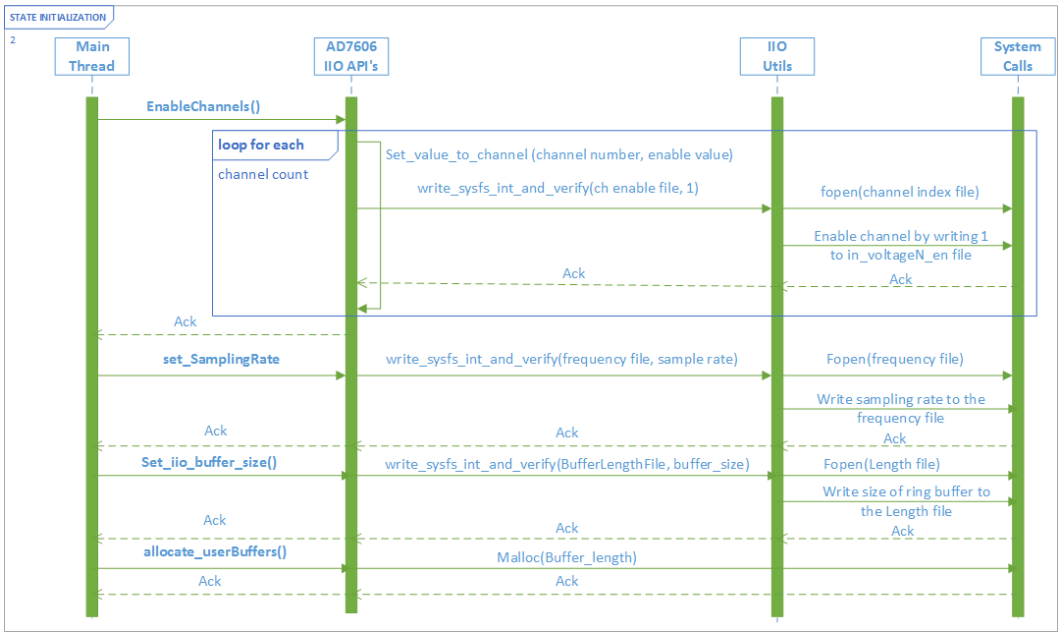 STATE INITIALIZATION
2
Main
Thread
AD7606
IIO API's
IIO
Utils
System
Calls
EnableChannels()
loop for each
channel count
Set_value_to_channel (channel number, enable value)
write_sysfs_int_and_verify(ch enable file, 1)
fopen(channel index file)
Enable channel by writing 1
to in_voltageN_en file
Ack
Ack
Ack
set_SamplingRate
write_sysfs_int_and_verify(frequency file, sample rate)
Fopen(frequency file)
Write sampling rate to the
frequency file
Ack
Ack
Ack
Set_iio_buffer_size()
write_sysfs_int_and_verify(BufferLengthFile, buffer_size)
Fopen(Length file)
Write size of ring buffer to
the Length file
Ack
Ack
Ack
allocate_userBuffers()
Malloc(Buffer_length)
Ack
Ack